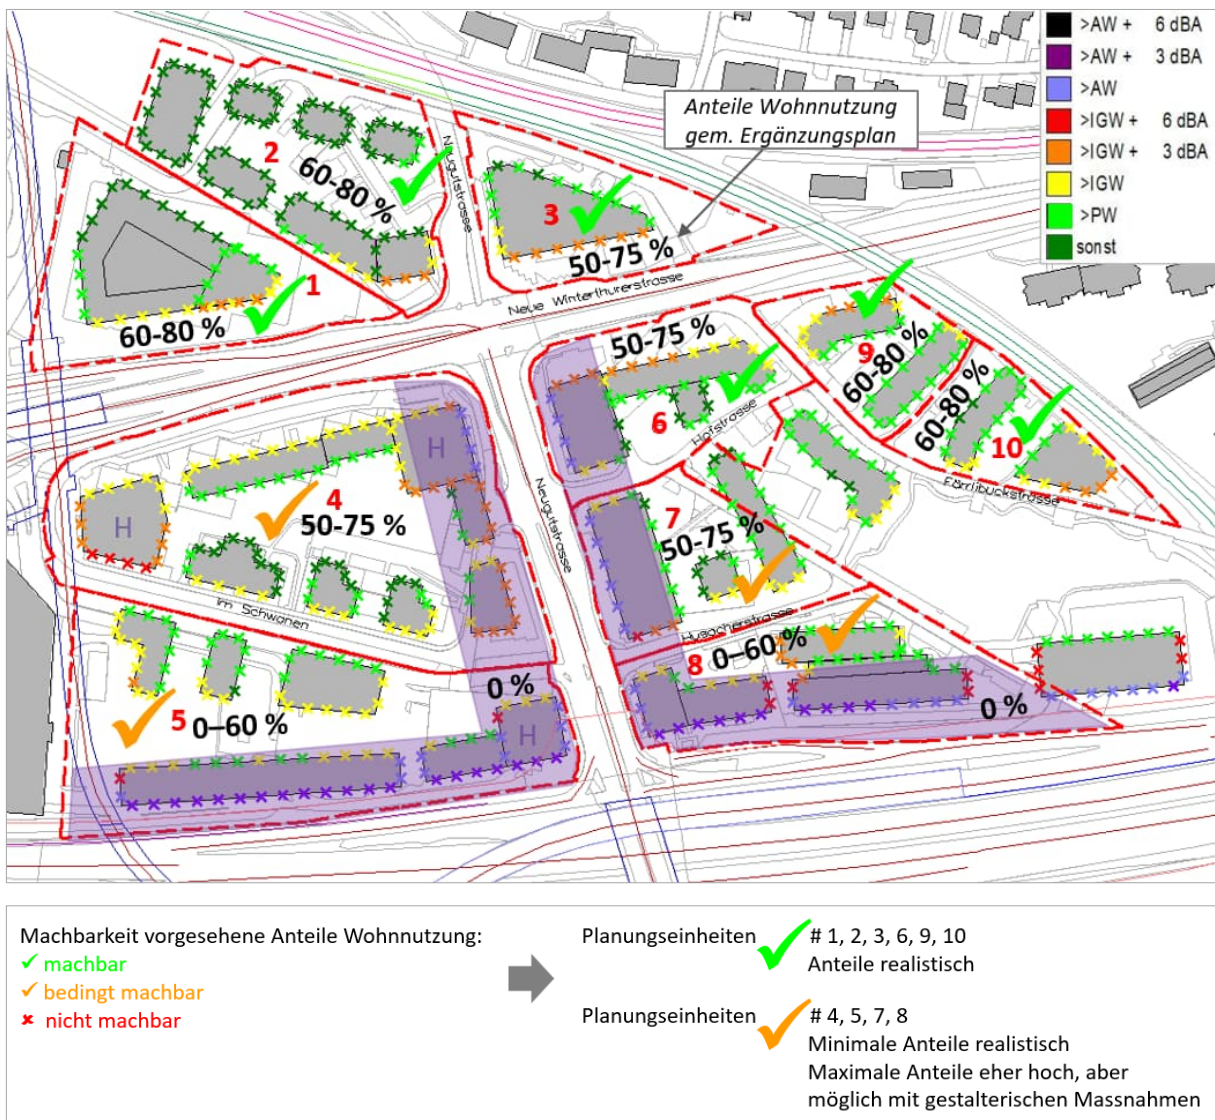 >AW + 6 dBA
>AW + 3 dBA
>AW
>IGW + 6 dBA
>IGW + 3 dBA
>IGW
>PW
sonst
Anteile Wohnnutzung
gem. Ergänzungsplan
2
60-80 %
Neugutstrasse
3
50-75 %
1
60-80 %
Neue Winterthurerstrasse
50-75 %
9
60-80 %
60-80 %
10
6
Hofstrasse
Förrlibuckstrasse
H
H
4
50-75 %
Neugutstrasse
7
50-75 %
Im Schwanen
Husacherstrasse
8
0–60 %
0 %
0 %
5
0–60 %
H
Machbarkeit vorgesehene Anteile Wohnnutzung:
machbar
bedingt machbar
nicht machbar
Planungseinheiten # 1, 2, 3, 6, 9, 10
Anteile realistisch
Planungseinheiten # 4, 5, 7, 8
Minimale Anteile realistisch
Maximale Anteile eher hoch, aber
möglich mit gestalterischen Massnahmen